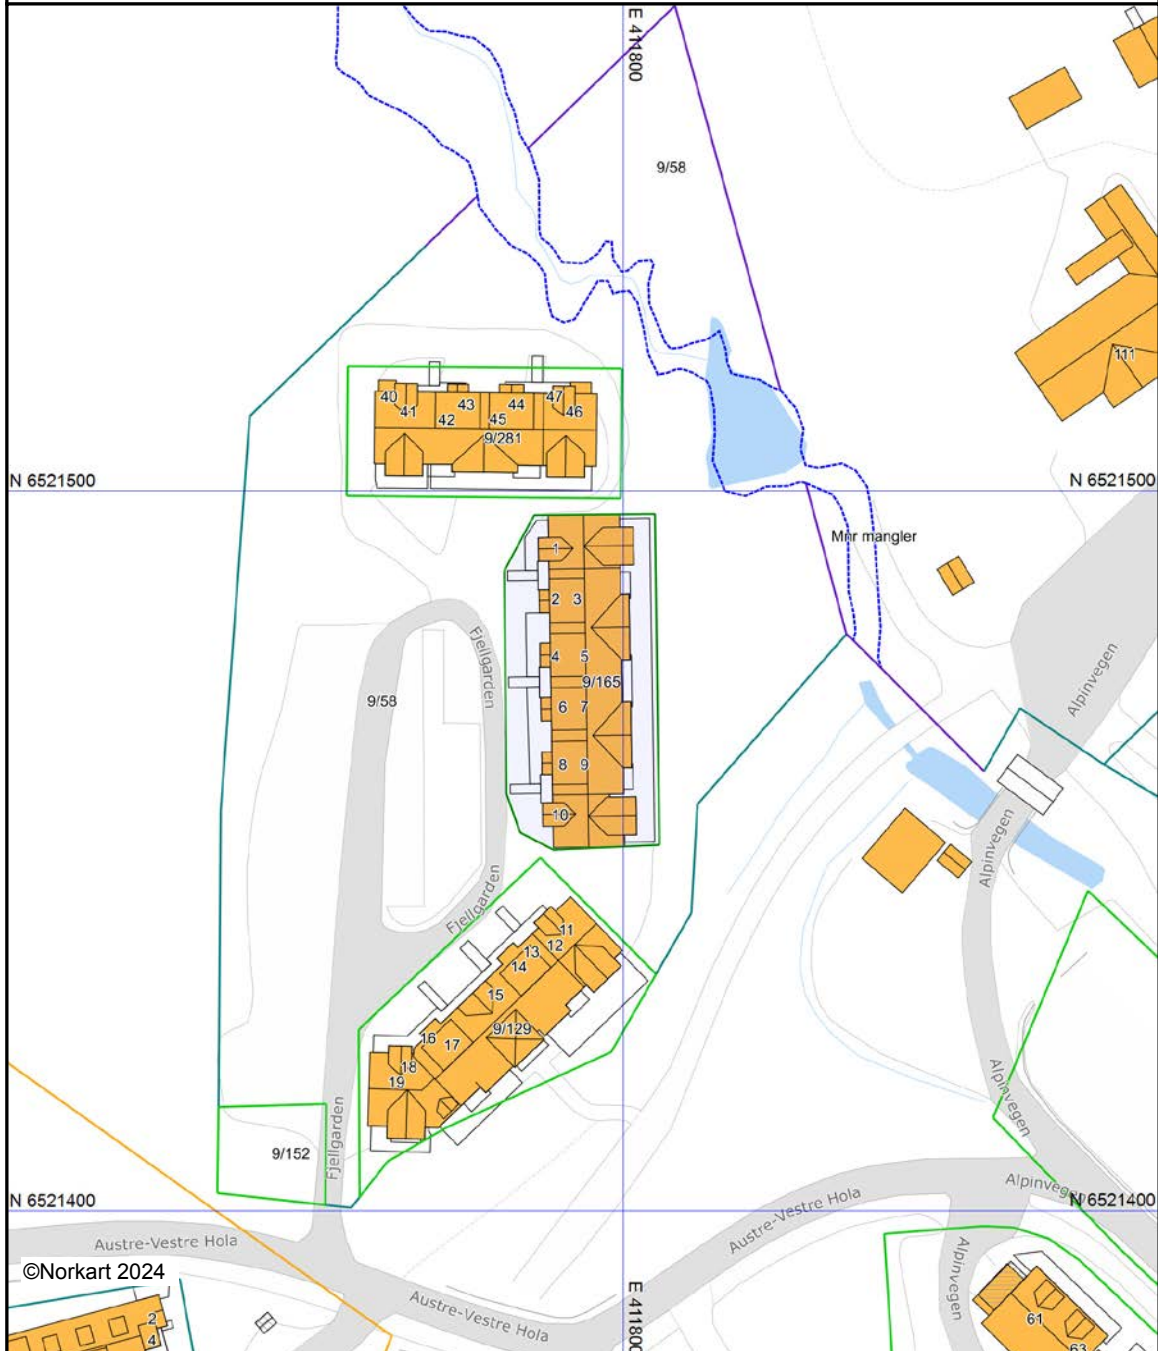 E 411800
9/58
111
40
41
42
43
45
44
47
46
9/281
N 6521500
N 6521500
Mnr mangler
1
2 3
4 5
9/165
6 7
8 9
10
Fjellgarden
9/58
Alpinvegen
Alpinvegen
Fjellgarden
11
12
13
14
15
9/129
16
17
18
19
Alpinvegen
Fjellgarden
9/152
Alpinvegen
N 6521400
N 6521400
Austre-Vestre Hola
Austre-Vestre Hola
Alpinvegen
©Norkart 2024
Austre-Vestre Hola
E 411800
2
4
61
63